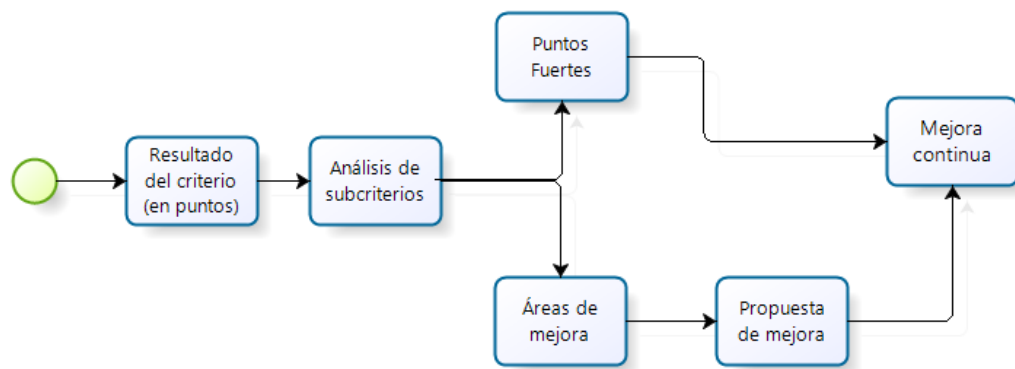 Puntos
Fuertes
Resultado
del criterio
(en puntos)
Análisis de
subcriterios
Mejora
continua
Áreas de
mejora
Propuesta
de mejora